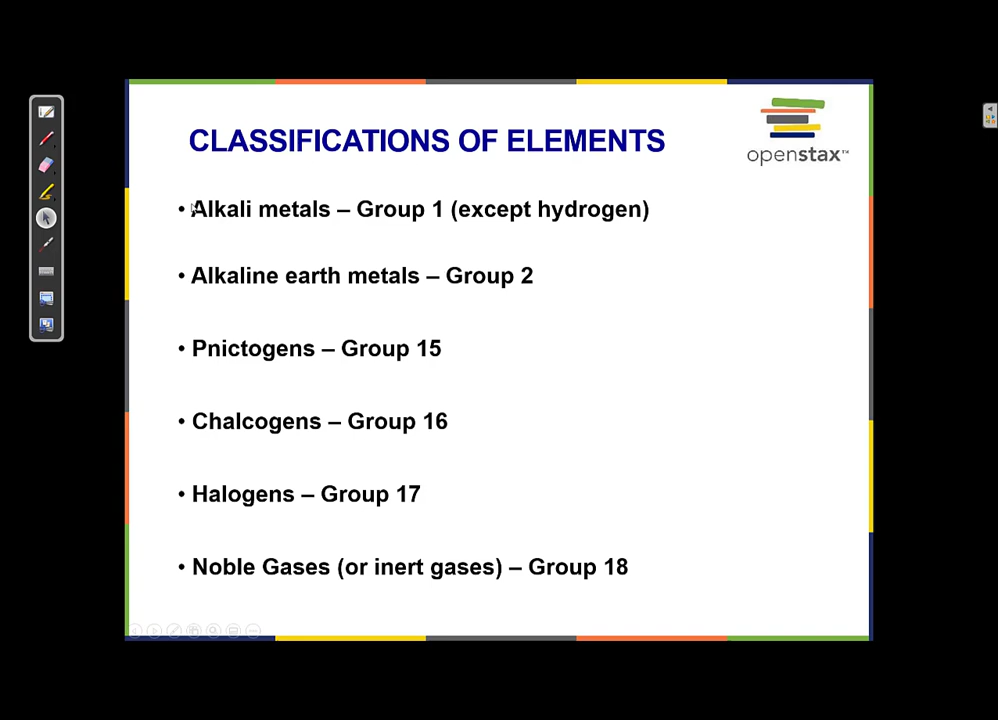 CLASSIFICATIONS OF ELEMENTS
openstax™
• Alkali metals – Group 1 (except hydrogen)
• Alkaline earth metals – Group 2
• Pnictogens – Group 15
• Chalcogens – Group 16
• Halogens – Group 17
• Noble Gases (or inert gases) – Group 18